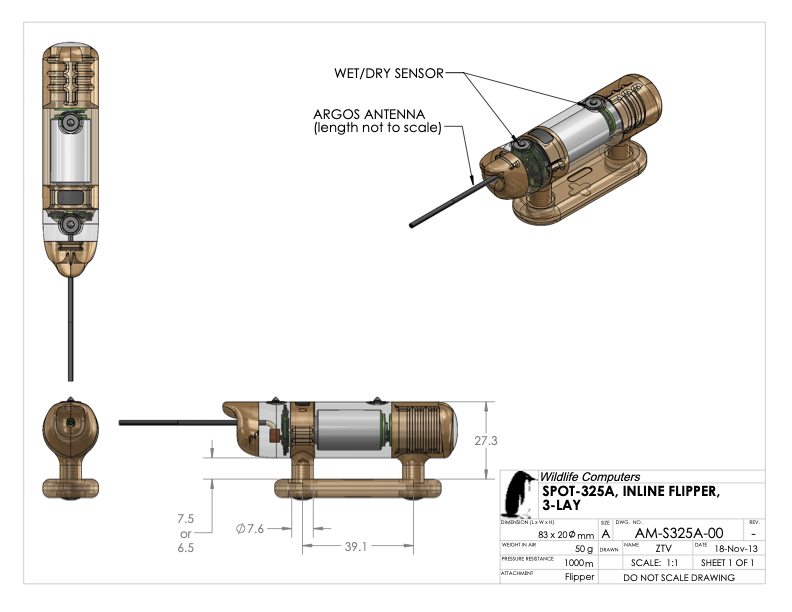 WET/DRY SENSOR
ARGOS ANTENNA
(length not to scale)
27.3
7.5
or
6.5
Ø7.6
39.1
Wildlife Computers
SPOT-325A, INLINE FLIPPER,
3-LAY
DIMENSION (L x W x H)
83 x 20Ø mm
SIZE
A
DWG. NO.
AM-S325A-00
REV.
-
WEIGHT IN AIR
50 g
DRAWN
NAME
ZTV
DATE
18-Nov-13
PRESSURE RESISTANCE
1000m
SCALE: 1:1
SHEET 1 OF 1
ATTACHMENT
Flipper
DO NOT SCALE DRAWING